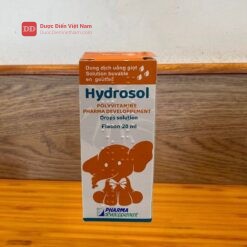 DD
Dược Điển Việt Nam
Dung dịch uống giọt
Solution buvable
en gouttes
Hydrosol
POLYVITAMINE
PHARMA DEVELOPPEMENT
Drops solution
Flacon 20 ml
PHARMA
développement